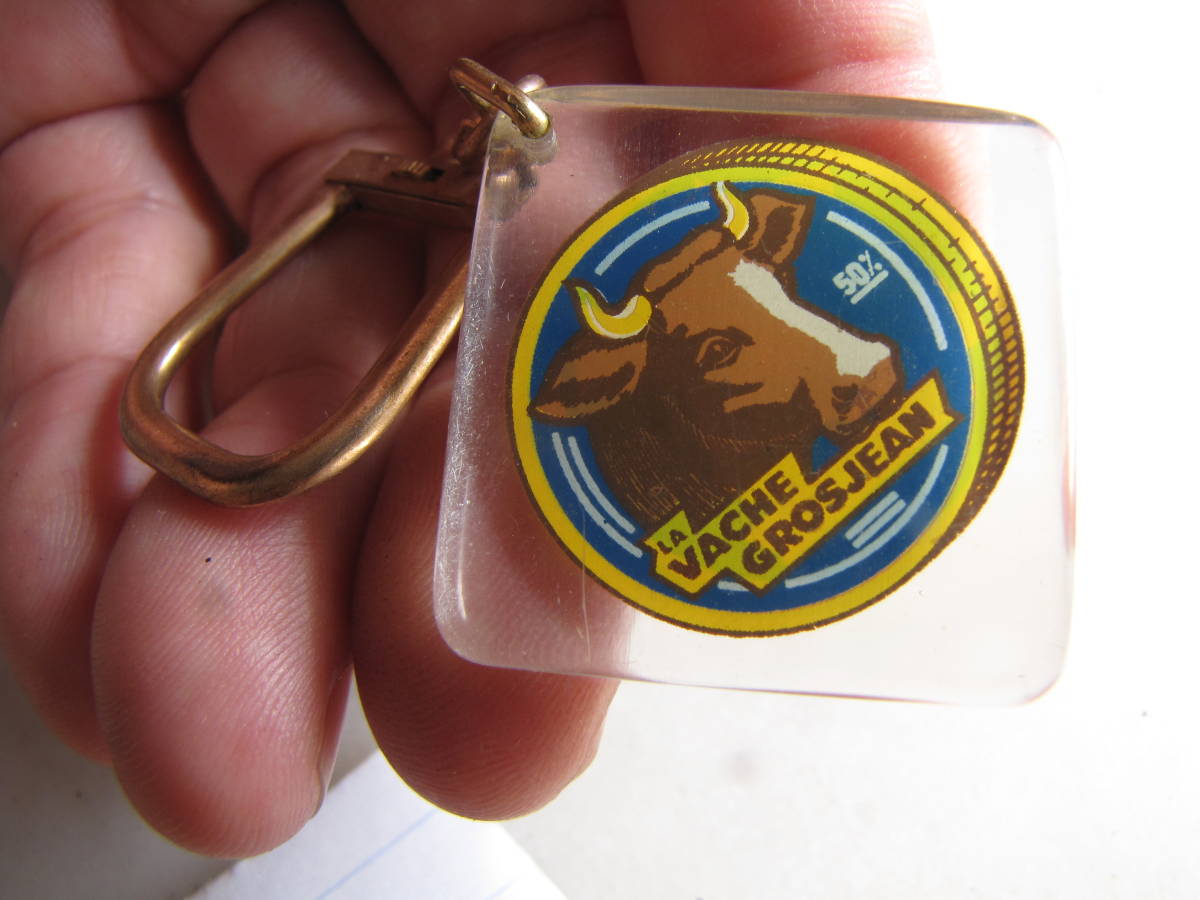 50%
LA
VACHE
GROSJEAN